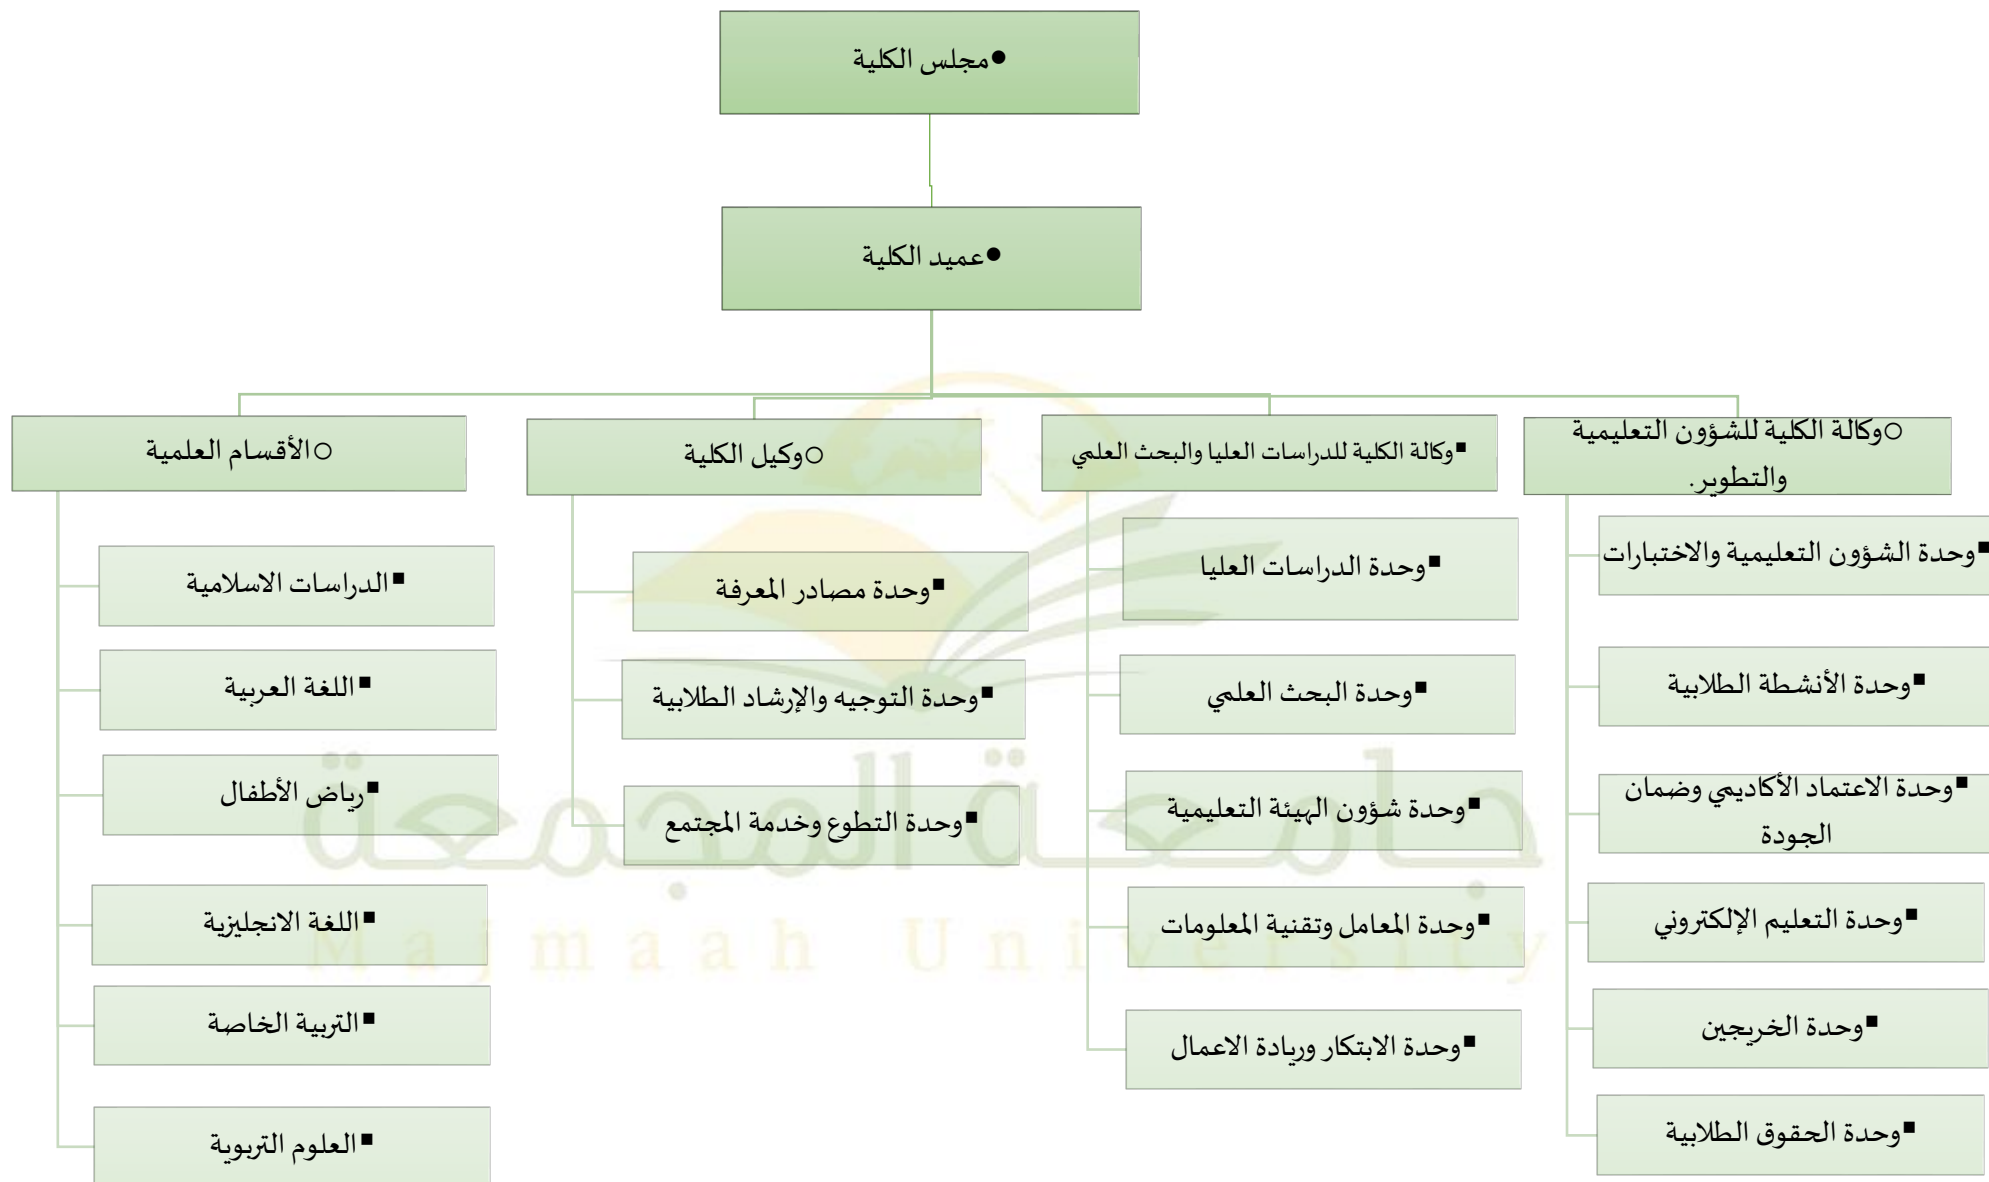 ●مجلس الكلية
●عميد الكلية
○وكالة الكلية للشؤون التعليمية
والتطوير.
■وحدة الشؤون التعليمية والاختبارات
■وحدة الأنشطة الطلابية
■وحدة الاعتماد الأكاديمي وضمان
الجودة
■وحدة التعليم الإلكتروني
■وحدة الخريجين
■وحدة الحقوق الطلابية
■وكالة الكلية للدراسات العليا والبحث العلمي
■وحدة الدراسات العليا
■وحدة البحث العلمي
■وحدة شؤون الهيئة التعليمية
■وحدة المعامل وتقنية المعلومات
■وحدة الابتكار وريادة الاعمال
○وكيل الكلية
■وحدة مصادر المعرفة
■وحدة التوجيه والإرشاد الطلابية
■وحدة التطوع وخدمة المجتمع
○الأقسام العلمية
■الدراسات الاسلامية
■اللغة العربية
■رياض الأطفال
■اللغة الانجليزية
■التربية الخاصة
■العلوم التربوية
جامعة المجمعة
Majmaah University